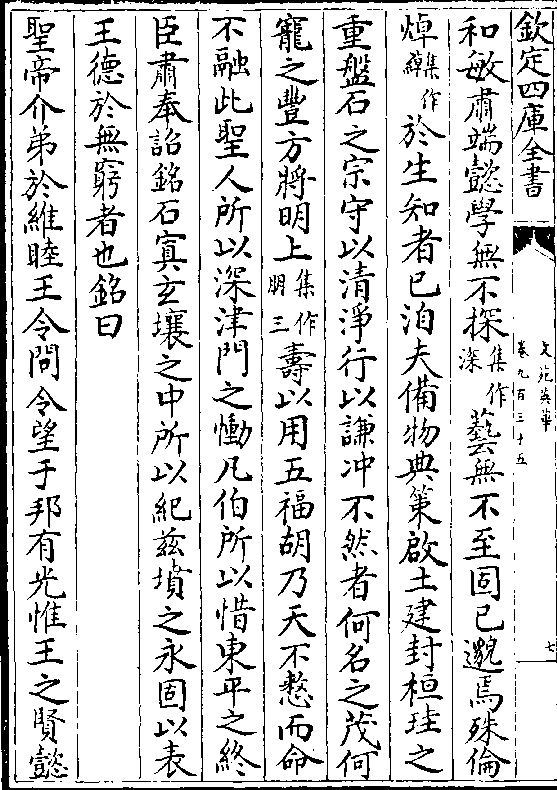 欽定四庫全書
文苑英華
卷九百三十五
七
和敏肅端懿學無不探集作深藝無不至固已邈焉殊倫
焯集作綽於生知者已洎夫備物典策啟土建封桓珪之
重盤石之宗守以清淨行以謙沖不然者何名之茂何
寵之豐方將明上集作三朋壽以用五福胡乃天不憖而命
不融此聖人所以深津門之慟凡伯所以惜東平之終
臣肅奉詔銘石寘玄壤之中所以紀兹墳之永固以表
王德於無窮者也銘曰
聖帝介弟於維睦王令問令望于邦有光惟王之賢懿